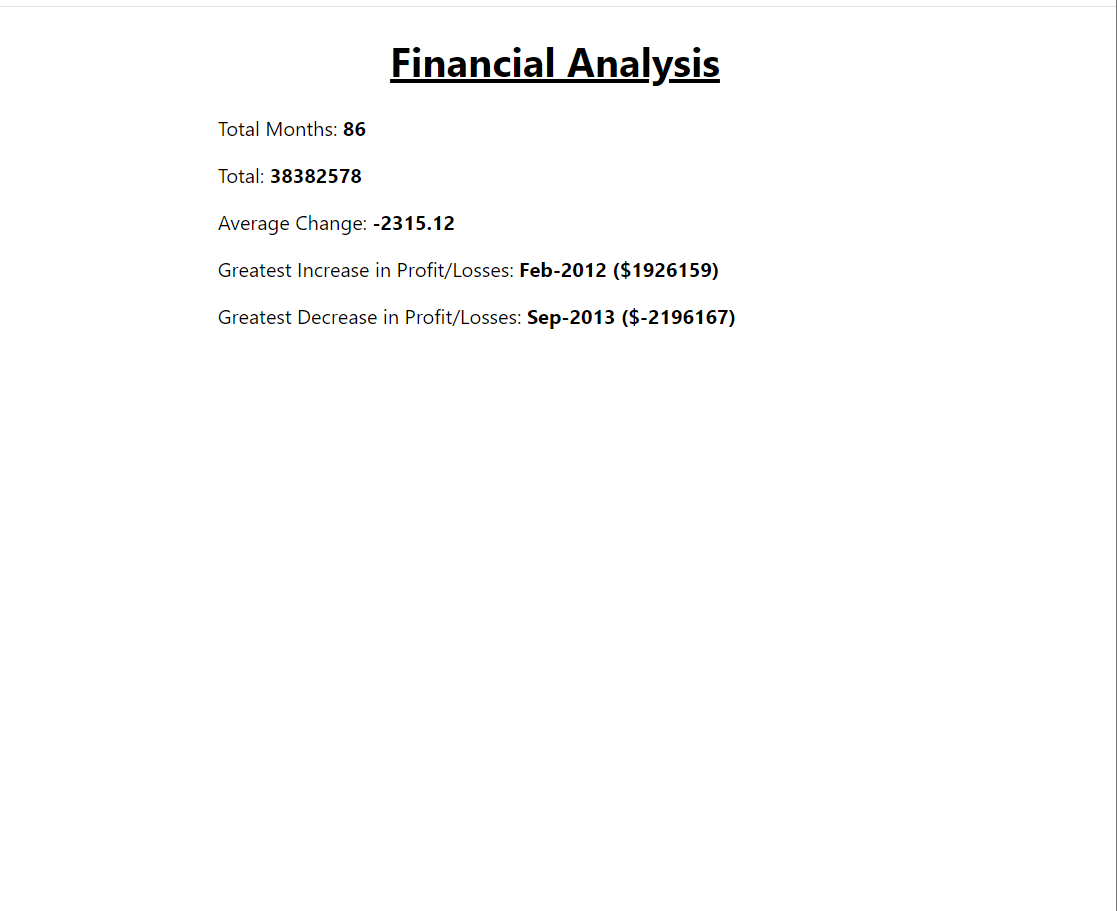 Financial Analysis
Total Months: 86
Total: 38382578
Average Change: -2315.12
Greatest Increase in Profit/Losses: Feb-2012 ($1926159)
Greatest Decrease in Profit/Losses: Sep-2013 ($-2196167)